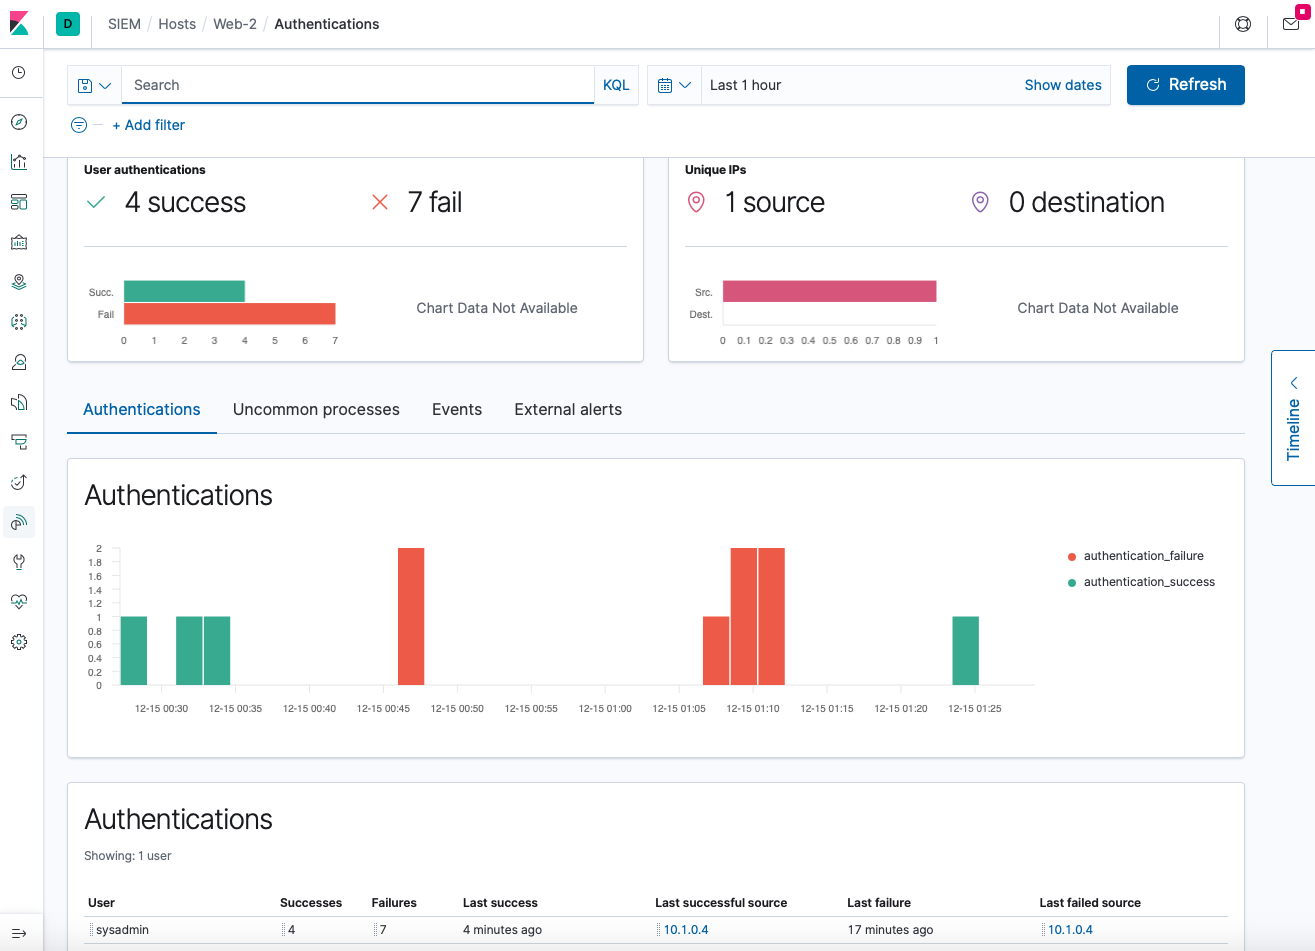 D SIEM / Hosts / Web-2 / Authentications
Search KQL Last 1 hour Show dates Refresh
+ Add filter
User authentications
4 success 7 fail
Succ.
Fail
0 1 2 3 4 5 6 7
Chart Data Not Available
Unique IPs
1 source 0 destination
Src.
Dest.
0 0.1 0.2 0.3 0.4 0.5 0.6 0.7 0.8 0.9 1
Chart Data Not Available
Timeline
Authentications Uncommon processes Events External alerts
Authentications
2
1.8
1.6
1.4
1.2
1
0.8
0.6
0.4
0.2
0
12-15 00:30 12-15 00:35 12-15 00:40 12-15 00:45 12-15 00:50 12-15 00:55 12-15 01:00 12-15 01:05 12-15 01:10 12-15 01:15 12-15 01:20 12-15 01:25
authentication_failure
authentication_success
Authentications
Showing: 1 user
User Successes Failures Last success Last successful source Last failure Last failed source
sysadmin 4 7 4 minutes ago 10.1.0.4 17 minutes ago 10.1.0.4